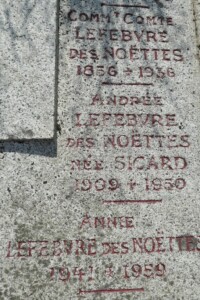 COMMt COMTE
LEFEBVRE
DES NOËTTES
1856 + 1936
ANDRÉE
LEFEBVRE
DES NOËTTES
NÉE SICARD
1909 + 1950
ANNIE
LEFEBVRE DES NOËTTES
1941 + 1959